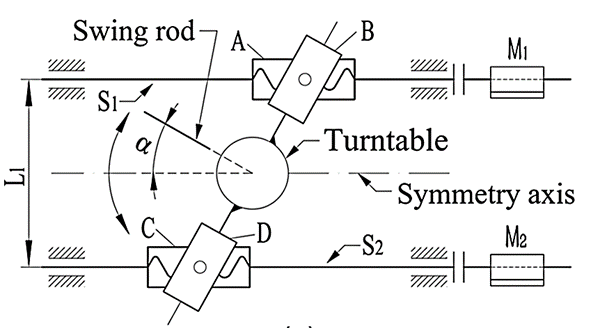 Swing rod
A
B
M1
S1
α
Turntable
L1
Symmetry axis
C
D
S2
M2